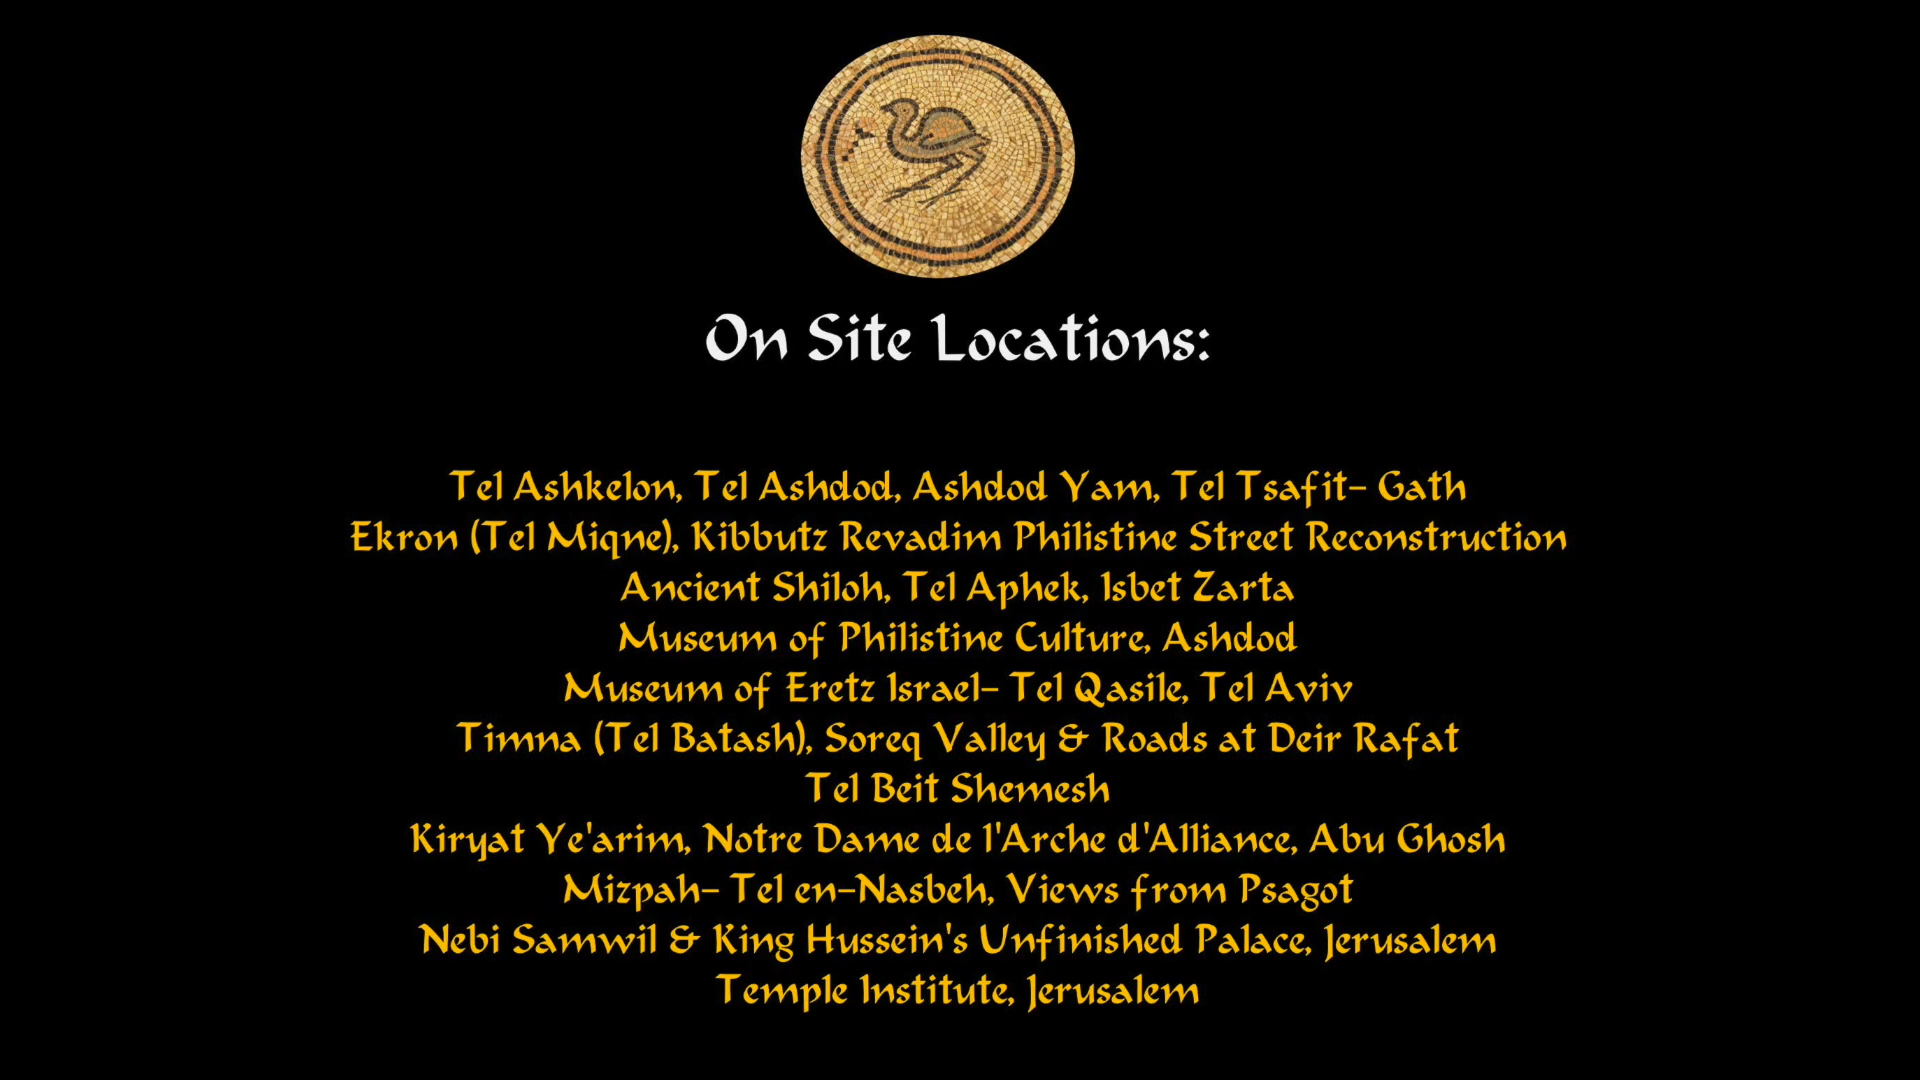 On Site Locations:
Tel Ashkelon, Tel Ashdod, Ashdod Yam, Tel Tsafit- Gath
Ekron (Tel Miqne), Kibbutz Revadim Philistine Street Reconstruction
Ancient Shiloh, Tel Aphek, Isbet Zarta
Museum of Philistine Culture, Ashdod
Museum of Eretz Israel- Tel Qasile, Tel Aviv
Timna (Tel Batash), Soreq Valley & Roads at Deir Rafat
Tel Beit Shemesh
Kiryat Ye'arim, Notre Dame de l'Arche d'Alliance, Abu Ghosh
Mizpah- Tel en-Nasbeh, Views from Psagot
Nebi Samwil & King Hussein's Unfinished Palace, Jerusalem
Temple Institute, Jerusalem